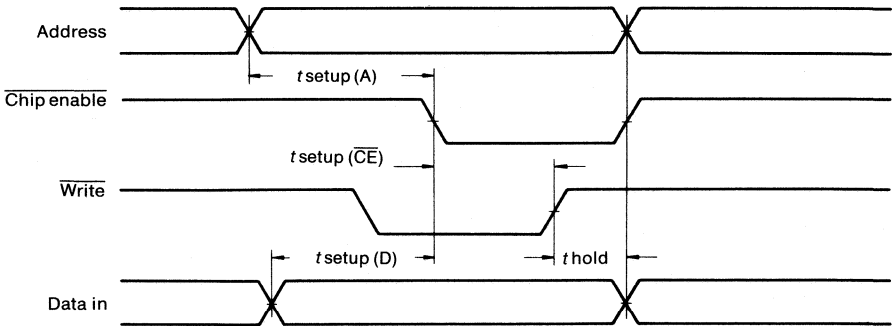 Address
t setup (A)
Chip enable
t setup (CE)
Write
t setup (D)
t hold
Data in